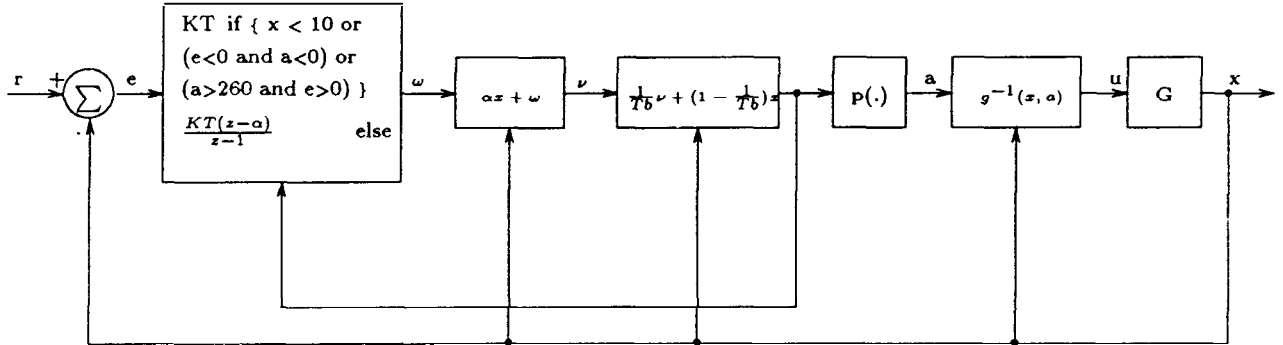 KT if { x < 10 or
(e<0 and a<0) or
(a>260 and e>0) }
KT(z−α)
z−1
else
r
+
∑
e
ω
αx + ω
ν
1/Tb ν + (1 − 1/Tb)x
p(.)
a
g⁻¹(x, a)
u
G
x